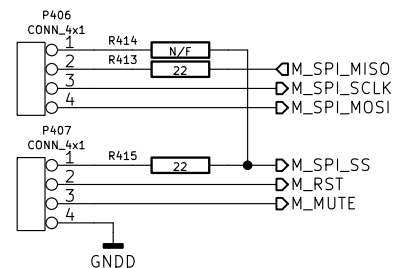 P406
CONN_4x1
1 R414 N/F
2 R413 22 M_SPI_MISO
3 M_SPI_SCLK
4 M_SPI_MOSI
P407
CONN_4x1
1 R415 22 M_SPI_SS
2 M_RST
3 M_MUTE
4
GNDD